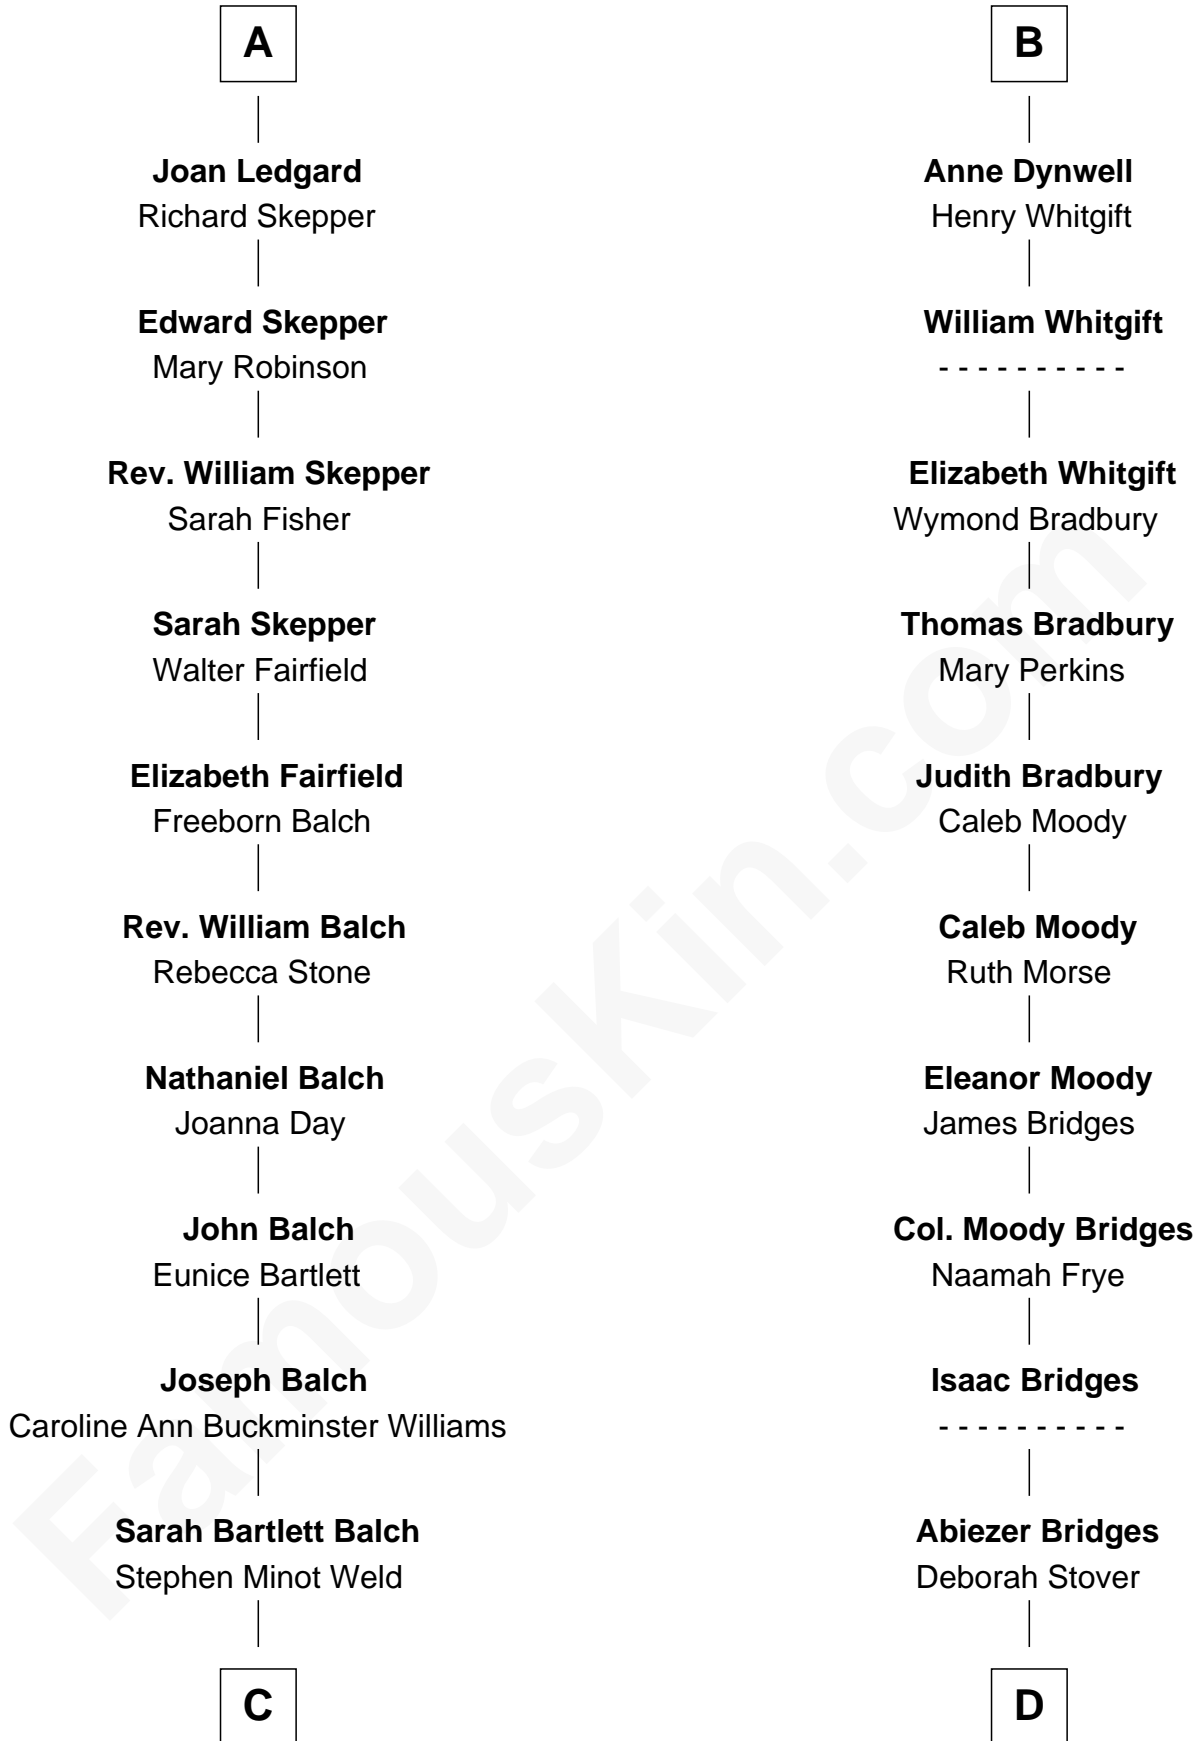 A
Joan Ledgard
Richard Skepper
Edward Skepper
Mary Robinson
Rev. William Skepper
Sarah Fisher
Sarah Skepper
Walter Fairfield
Elizabeth Fairfield
Freeborn Balch
Rev. William Balch
Rebecca Stone
Nathaniel Balch
Joanna Day
John Balch
Eunice Bartlett
Joseph Balch
Caroline Ann Buckminster Williams
Sarah Bartlett Balch
Stephen Minot Weld
C
B
Anne Dynwell
Henry Whitgift
William Whitgift
- - - - - - - - - -
Elizabeth Whitgift
Wymond Bradbury
Thomas Bradbury
Mary Perkins
Judith Bradbury
Caleb Moody
Caleb Moody
Ruth Morse
Eleanor Moody
James Bridges
Col. Moody Bridges
Naamah Frye
Isaac Bridges
- - - - - - - - - -
Abiezer Bridges
Deborah Stover
D
FamousKin.com